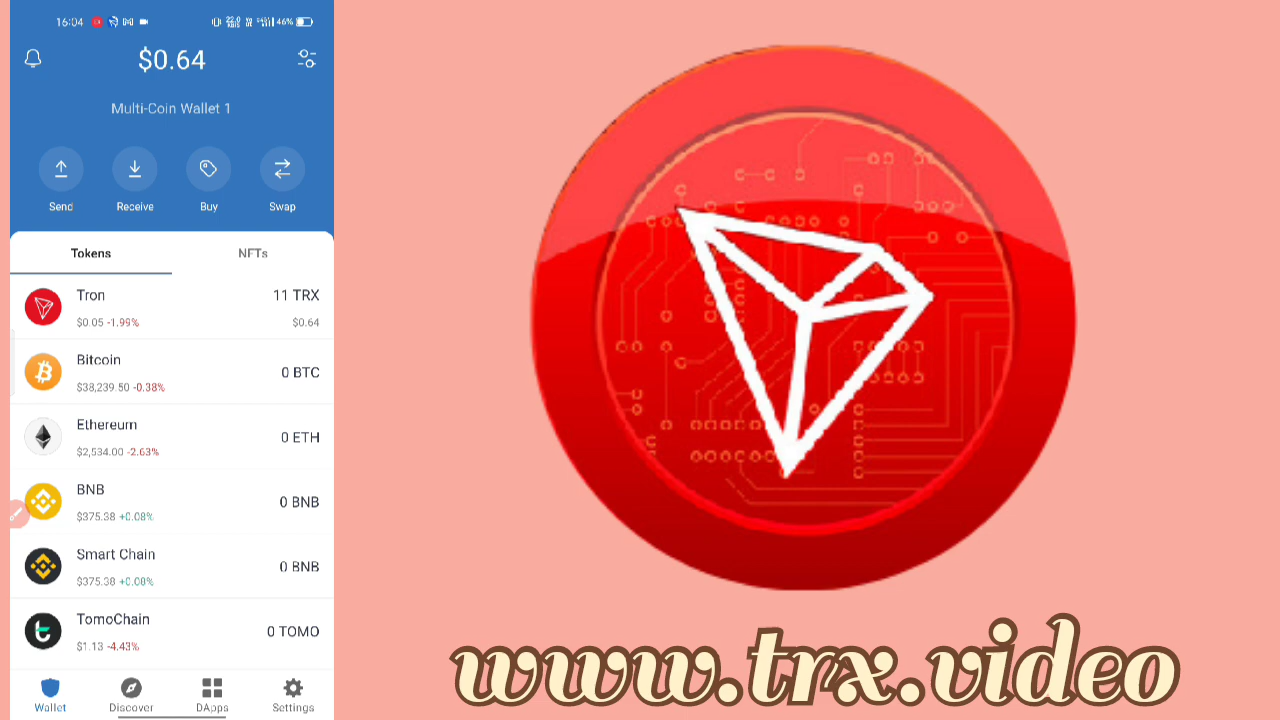 16:04
46%
$0.64
Multi-Coin Wallet 1
Send Receive Buy Swap
Tokens NFTs
Tron 11 TRX
$0.05 -1.99% $0.64
Bitcoin
0 BTC
$38,239.50 -0.38%
Ethereum
0 ETH
$2,534.00 -2.63%
BNB
0 BNB
$375.38 +0.08%
Smart Chain
0 BNB
$375.38 +0.08%
TomoChain
0 TOMO
$1.13 -4.43%
Wallet Discover DApps Settings
www.trx.video